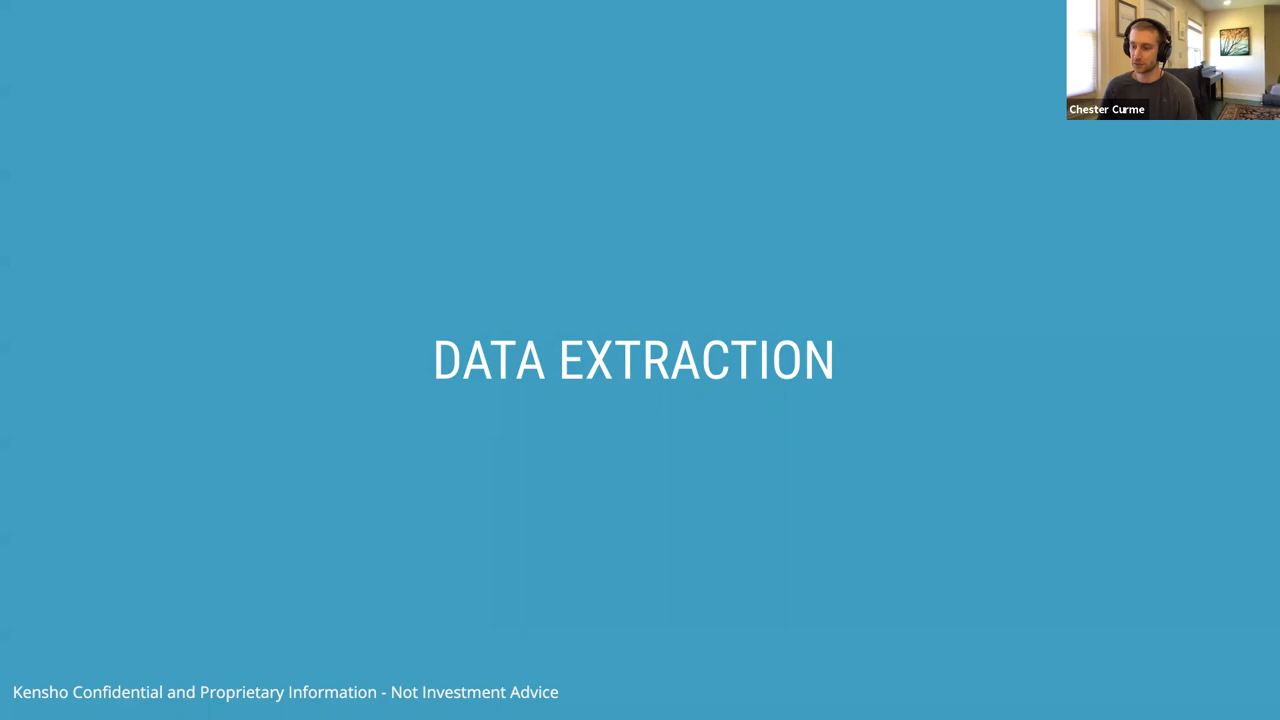 Chester Curme
DATA EXTRACTION
Kensho Confidential and Proprietary Information - Not Investment Advice